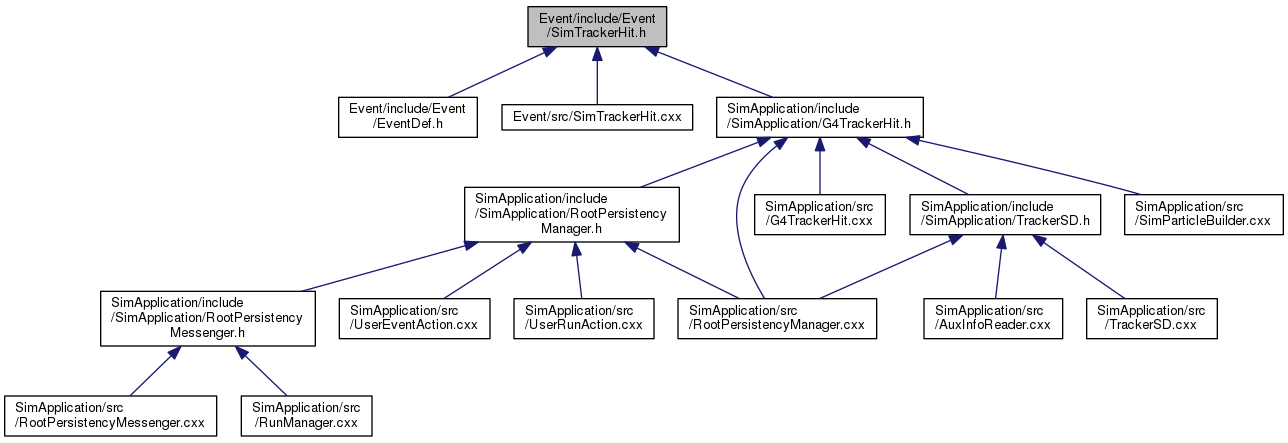 Event/include/Event
/SimTrackerHit.h
Event/include/Event
/EventDef.h
Event/src/SimTrackerHit.cxx
SimApplication/include
/SimApplication/G4TrackerHit.h
SimApplication/include
/SimApplication/RootPersistency
Manager.h
SimApplication/src
/G4TrackerHit.cxx
SimApplication/include
/SimApplication/TrackerSD.h
SimApplication/src
/SimParticleBuilder.cxx
SimApplication/include
/SimApplication/RootPersistency
Messenger.h
SimApplication/src
/UserEventAction.cxx
SimApplication/src
/UserRunAction.cxx
SimApplication/src
/RootPersistencyManager.cxx
SimApplication/src
/AuxInfoReader.cxx
SimApplication/src
/TrackerSD.cxx
SimApplication/src
/RootPersistencyMessenger.cxx
SimApplication/src
/RunManager.cxx